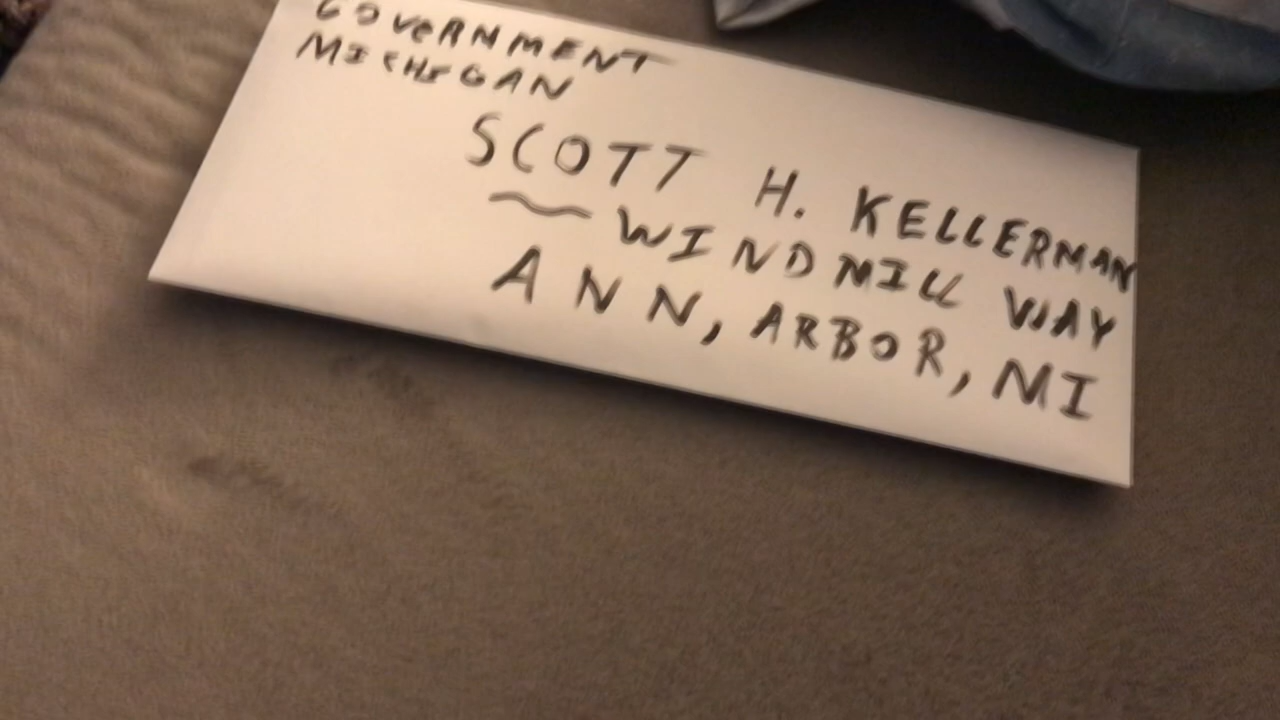 GOVERNMENT
MICHIGAN
SCOTT H. KELLERMAN
WINDMILL WAY
ANN, ARBOR, MI